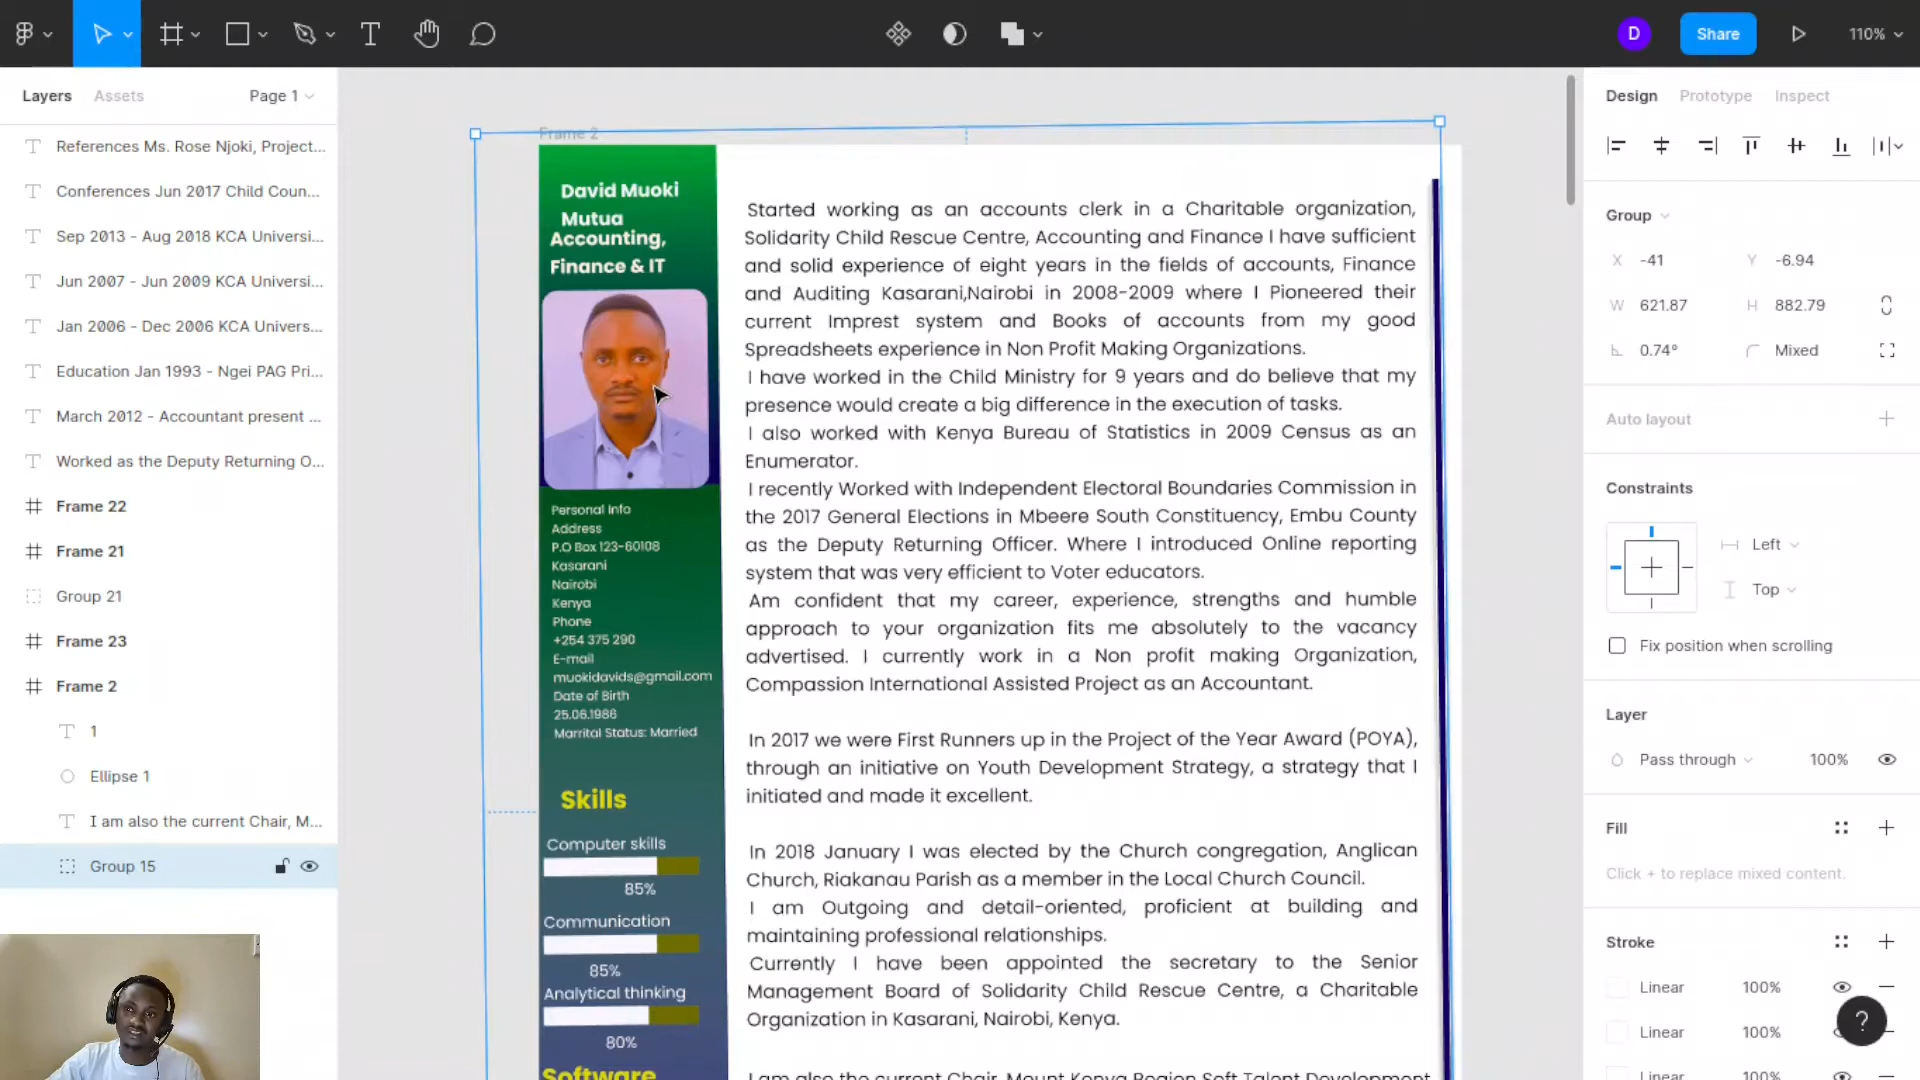 D
Share
110%
Layers
Assets
Page 1
Design
Prototype
Inspect
References Ms. Rose Njoki, Project...
Conferences Jun 2017 Child Coun...
Sep 2013 - Aug 2018 KCA Universi...
Jun 2007 - Jun 2009 KCA Universi...
Jan 2006 - Dec 2006 KCA Univers...
Education Jan 1993 - Ngei PAG Pri...
March 2012 - Accountant present ...
Worked as the Deputy Returning O...
Frame 22
Frame 21
Group 21
Frame 23
Frame 2
1
Ellipse 1
I am also the current Chair, M...
Group 15
Frame 2
David Muoki
Mutua
Accounting,
Finance & IT
Personal Info
Address
P.O Box 123-60108
Kasarani
Nairobi
Kenya
Phone
+254 375 290
E-mail
muokidavids@gmail.com
Date of Birth
25.06.1986
Marrital Status: Married
Skills
Computer skills
85%
Communication
85%
Analytical thinking
80%
Software
Started working as an accounts clerk in a Charitable organization,
Solidarity Child Rescue Centre, Accounting and Finance I have sufficient
and solid experience of eight years in the fields of accounts, Finance
and Auditing Kasarani,Nairobi in 2008-2009 where I Pioneered their
current Imprest system and Books of accounts from my good
Spreadsheets experience in Non Profit Making Organizations.
I have worked in the Child Ministry for 9 years and do believe that my
presence would create a big difference in the execution of tasks.
I also worked with Kenya Bureau of Statistics in 2009 Census as an
Enumerator.
I recently Worked with Independent Electoral Boundaries Commission in
the 2017 General Elections in Mbeere South Constituency, Embu County
as the Deputy Returning Officer. Where I introduced Online reporting
system that was very efficient to Voter educators.
Am confident that my career, experience, strengths and humble
approach to your organization fits me absolutely to the vacancy
advertised. I currently work in a Non profit making Organization,
Compassion International Assisted Project as an Accountant.
In 2017 we were First Runners up in the Project of the Year Award (POYA),
through an initiative on Youth Development Strategy, a strategy that I
initiated and made it excellent.
In 2018 January I was elected by the Church congregation, Anglican
Church, Riakanau Parish as a member in the Local Church Council.
I am Outgoing and detail-oriented, proficient at building and
maintaining professional relationships.
Currently I have been appointed the secretary to the Senior
Management Board of Solidarity Child Rescue Centre, a Charitable
Organization in Kasarani, Nairobi, Kenya.
I am also the current Chair, Mount Kenya Region Soft Talent Development
Group
X -41
Y -6.94
W 621.87
H 882.79
0.74°
Mixed
Auto layout
Constraints
Left
Top
Fix position when scrolling
Layer
Pass through
100%
Fill
Click + to replace mixed content.
Stroke
Linear 100%
Linear 100%
Linear 100%
?